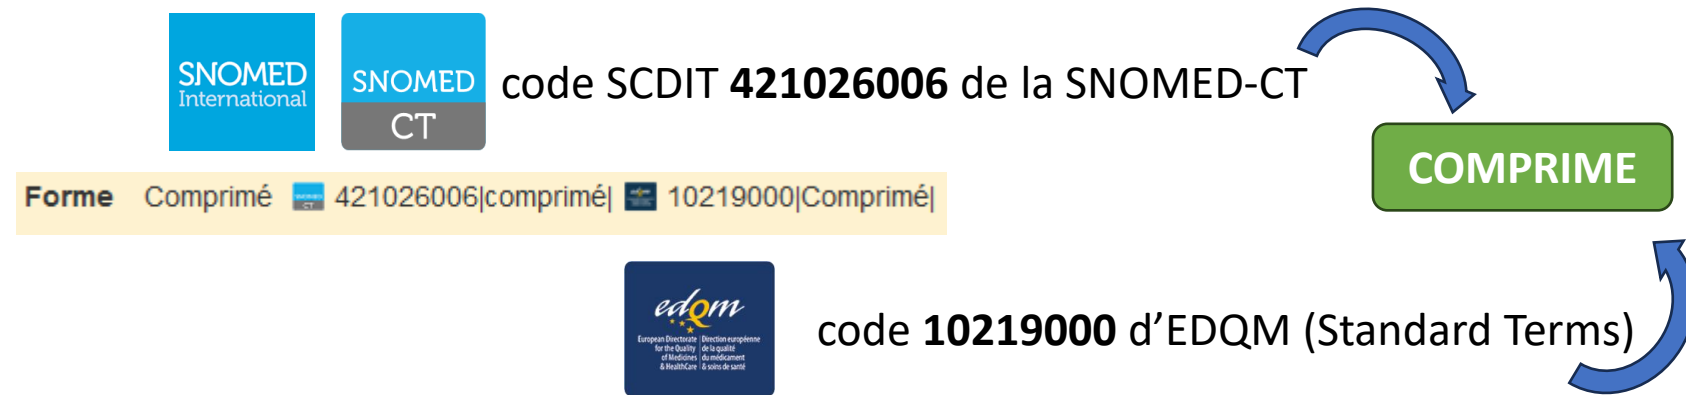 SNOMED
International
SNOMED
CT
code SCDIT 421026006 de la SNOMED-CT
COMPRIME
Forme Comprimé 421026006|comprimé| 10219000|Comprimé|
edqm
European Directorate
for the Quality
of Medicines
& HealthCare
Direction européenne
de la qualité
du médicament
& soins de santé
code 10219000 d’EDQM (Standard Terms)